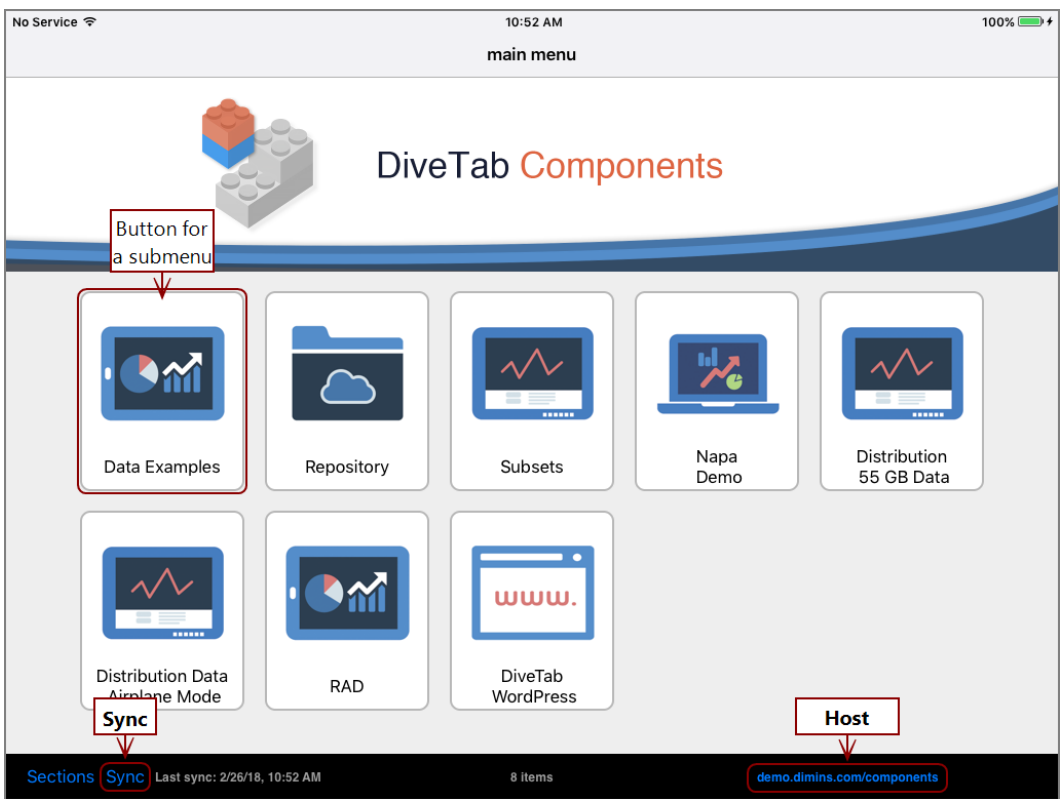 No Service
10:52 AM
100%
main menu
DiveTab Components
Button for
a submenu
Data Examples
Repository
Subsets
Napa
Demo
Distribution
55 GB Data
www.
Distribution Data
Airplane Mode
RAD
DiveTab
WordPress
Sync
Host
Sections Sync Last sync: 2/26/18, 10:52 AM
8 items
demo.dimins.com/components